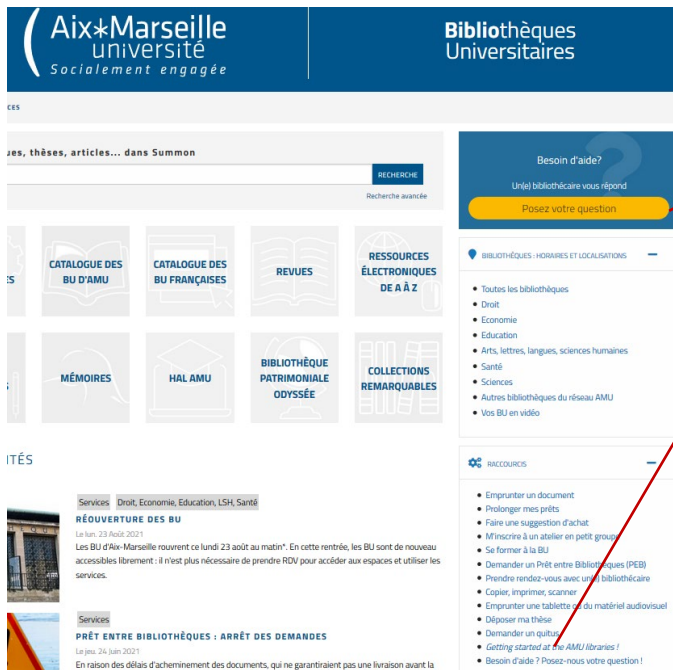 Aix*Marseille
université
Socialement engagée
Bibliothèques
Universitaires
CES
ues, thèses, articles... dans Summon
RECHERCHE
Recherche avancée
Besoin d'aide?
Un(e) bibliothécaire vous répond
Posez votre question
S
CATALOGUE DES
BU D'AMU
CATALOGUE DES
BU FRANÇAISES
REVUES
RESSOURCES
ÉLECTRONIQUES
DE A À Z
MÉMOIRES
HAL AMU
BIBLIOTHÈQUE
PATRIMONIALE
ODYSSÉE
COLLECTIONS
REMARQUABLES
BIBLIOTHÈQUES : HORAIRES ET LOCALISATIONS
Toutes les bibliothèques
Droit
Economie
Education
Arts, lettres, langues, sciences humaines
Santé
Sciences
Autres bibliothèques du réseau AMU
Vos BU en vidéo
ITÉS
Services Droit, Economie, Education, LSH, Santé
RÉOUVERTURE DES BU
Le lun. 23 Août 2021
Les BU d'Aix-Marseille rouvrent ce lundi 23 août au matin*. En cette rentrée, les BU sont de nouveau
accessibles librement : il n'est plus nécessaire de prendre RDV pour accéder aux espaces et utiliser les
services.
Services
PRÊT ENTRE BIBLIOTHÈQUES : ARRÊT DES DEMANDES
Le jeu. 24 Juin 2021
En raison des délais d'acheminement des documents, qui ne garantiraient pas une livraison avant la
RACCOURCIS
Emprunter un document
Prolonger mes prêts
Faire une suggestion d'achat
M'inscrire à un atelier en petit groupe
Se former à la BU
Demander un Prêt entre Bibliothèques (PEB)
Prendre rendez-vous avec un(e) bibliothécaire
Copier, imprimer, scanner
Emprunter une tablette ou du matériel audiovisuel
Déposer ma thèse
Demander un quitus
Getting started at the AMU libraries !
Besoin d'aide ? Posez-nous votre question !